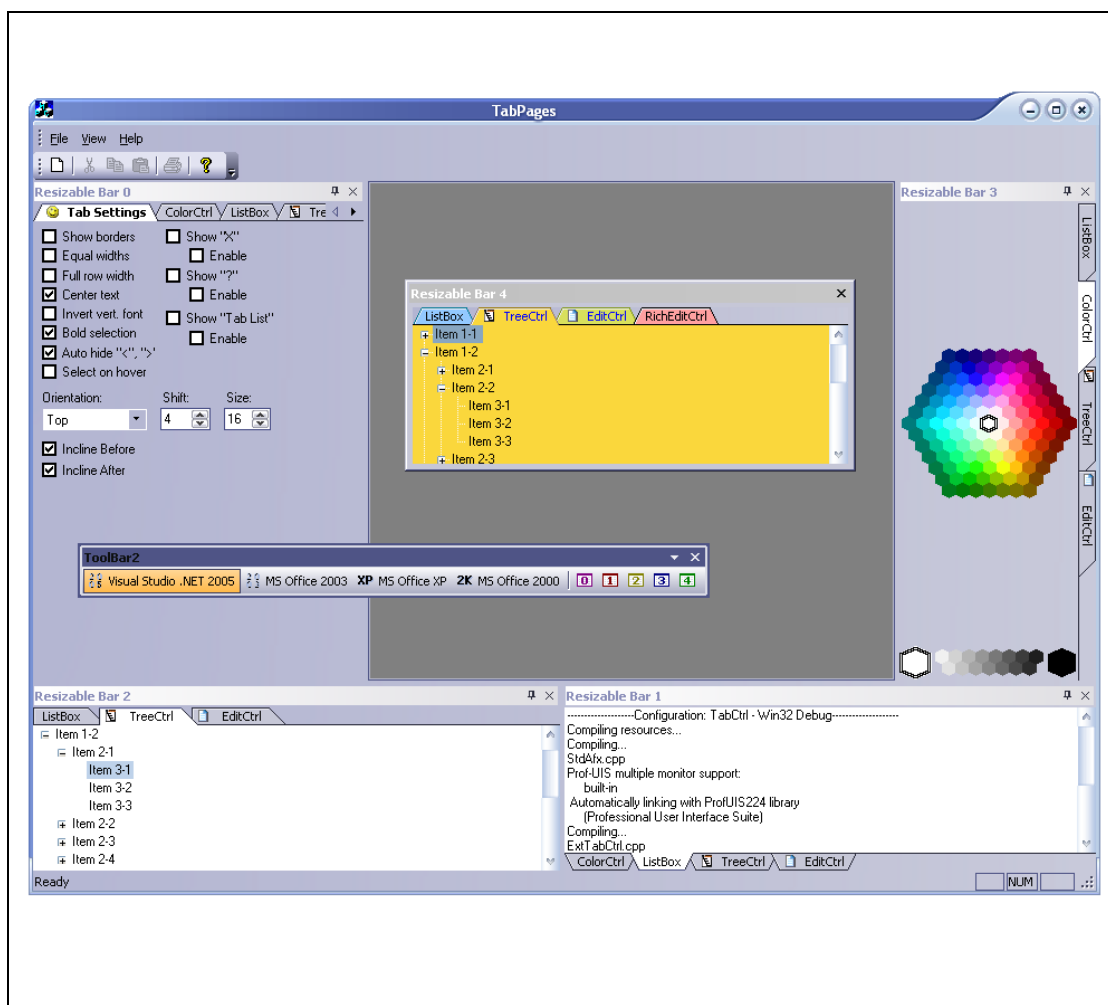 TabPages
File View Help
Resizable Bar 0
Tab Settings ColorCtrl ListBox Tre
Show borders Show "X"
Equal widths Enable
Full row width Show "?"
Center text Enable
Invert vert. font Show "Tab List"
Bold selection Enable
Auto hide "<", ">"
Select on hover
Orientation: Shift: Size:
Top 4 16
Incline Before
Incline After
Resizable Bar 4
ListBox TreeCtrl EditCtrl RichEditCtrl
Item 1-1
Item 1-2
Item 2-1
Item 2-2
Item 3-1
Item 3-2
Item 3-3
Item 2-3
Resizable Bar 3
ListBox
ColorCtrl
TreeCtrl
EditCtrl
ToolBar2
Visual Studio .NET 2005 MS Office 2003 XP MS Office XP 2K MS Office 2000 0 1 2 3 4
Resizable Bar 2
ListBox TreeCtrl EditCtrl
Item 1-2
Item 2-1
Item 3-1
Item 3-2
Item 3-3
Item 2-2
Item 2-3
Item 2-4
Resizable Bar 1
-------------------Configuration: TabCtrl - Win32 Debug-------------------
Compiling resources...
Compiling...
StdAfx.cpp
Prof-UIS multiple monitor support:
built-in
Automatically linking with ProfUIS224 library
(Professional User Interface Suite)
Compiling...
ExtTabCtrl.cpp
ColorCtrl ListBox TreeCtrl EditCtrl
Ready NUM